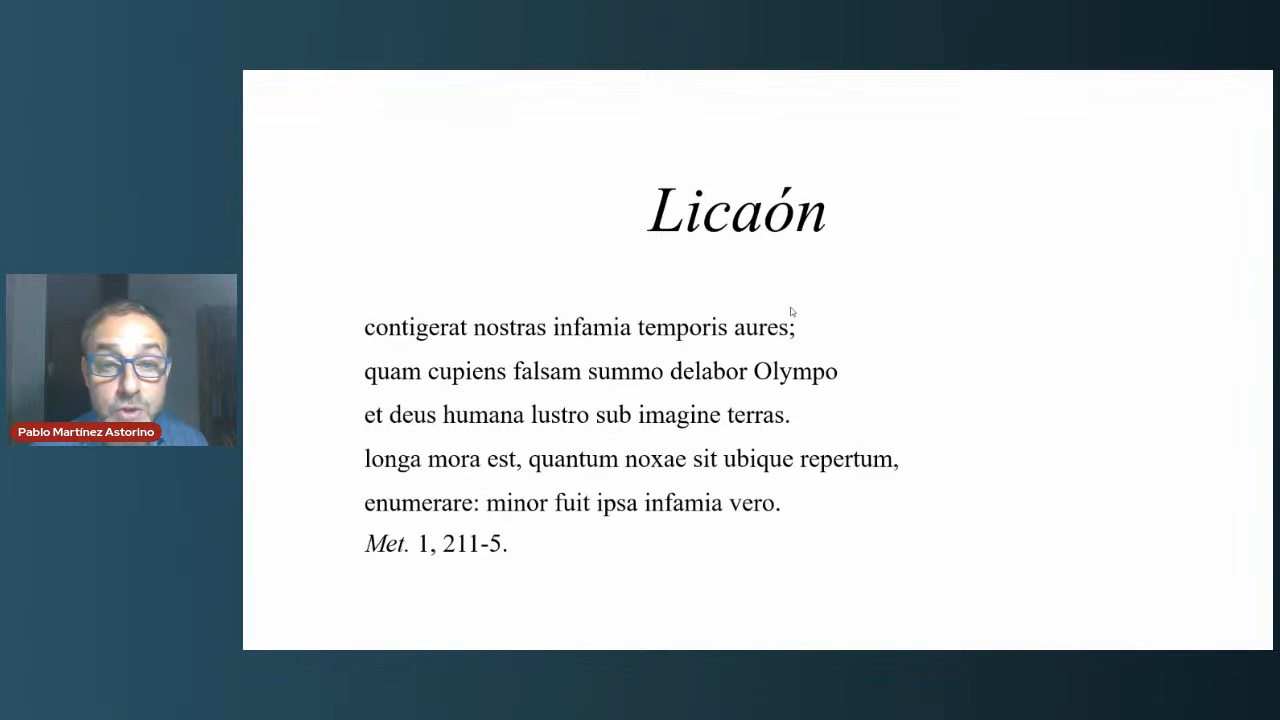 Licaón
contigerat nostras infamia temporis aures;
quam cupiens falsam summo delabor Olympo
et deus humana lustro sub imagine terras.
longa mora est, quantum noxae sit ubique repertum,
enumerare: minor fuit ipsa infamia vero.
Met. 1, 211-5.
Pablo Martínez Astorino